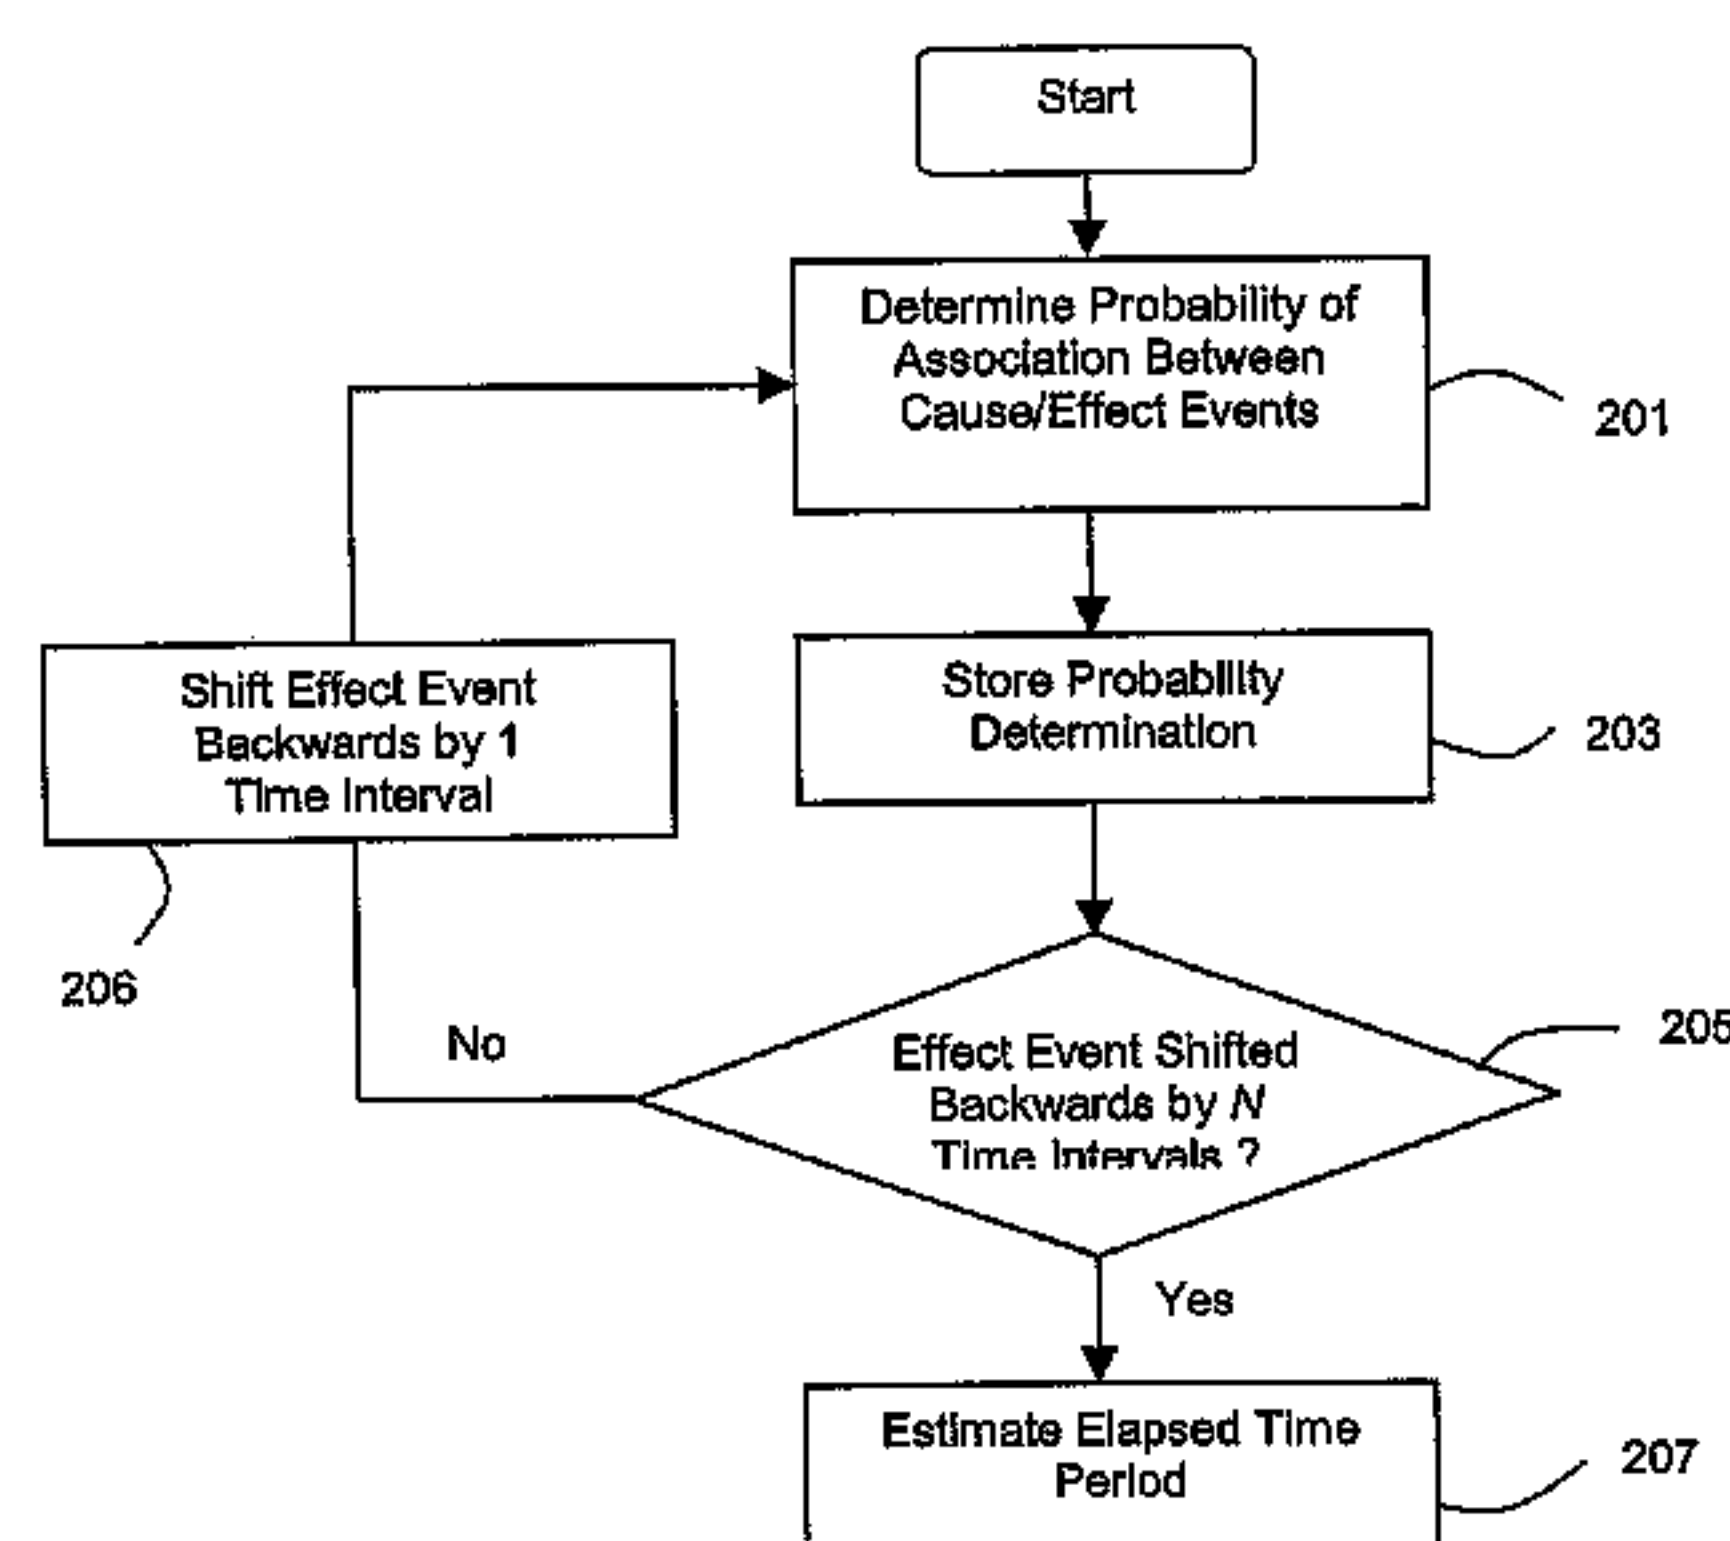 Start
Determine Probability of
Association Between
Cause/Effect Events
201
Shift Effect Event
Backwards by 1
Time Interval
206
Store Probability
Determination
203
No
Effect Event Shifted
Backwards by N
Time Intervals ?
205
Yes
Estimate Elapsed Time
Period
207